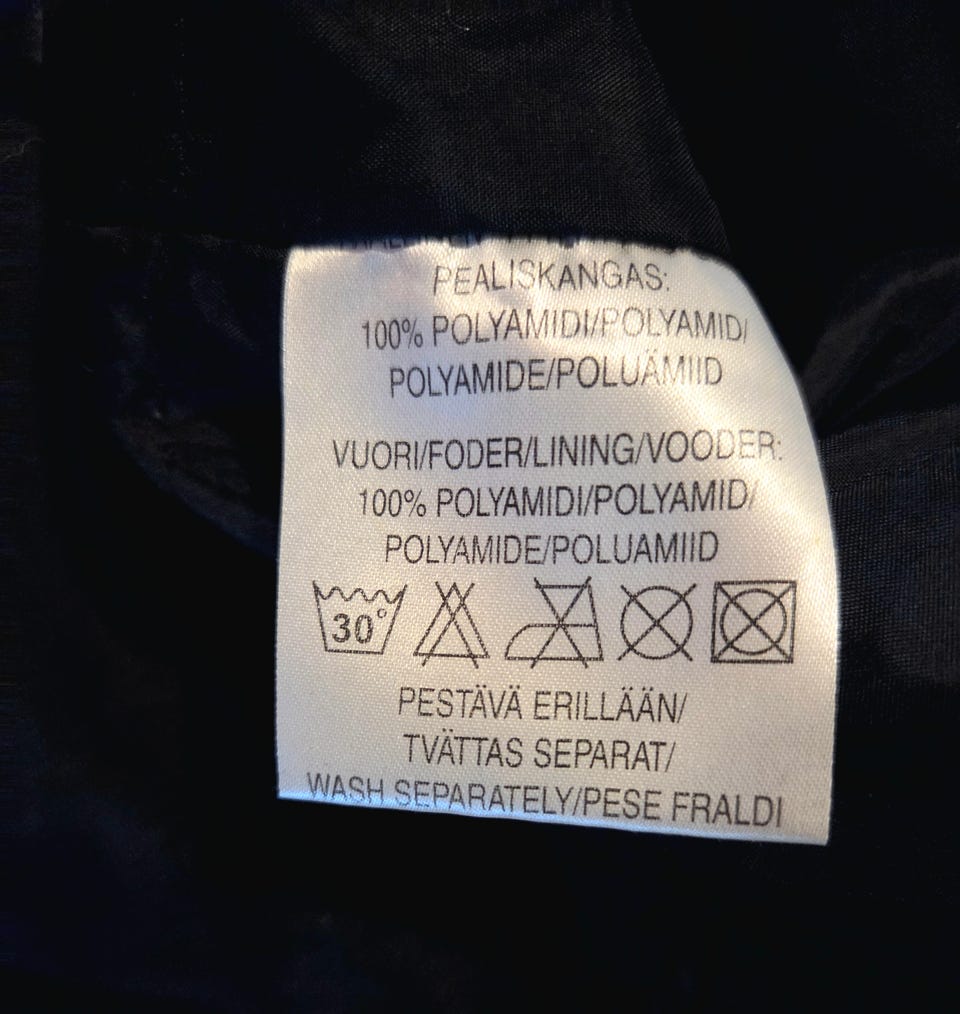 PEALISKANGAS:
100% POLYAMIDI/POLYAMID/
POLYAMIDE/POLUÄMIID
VUORI/FODER/LINING/VOODER:
100% POLYAMIDI/POLYAMID/
POLYAMIDE/POLUAMIID
30°
PESTÄVÄ ERILLÄÄN/
TVÄTTAS SEPARAT/
WASH SEPARATELY/PESE FRALDI